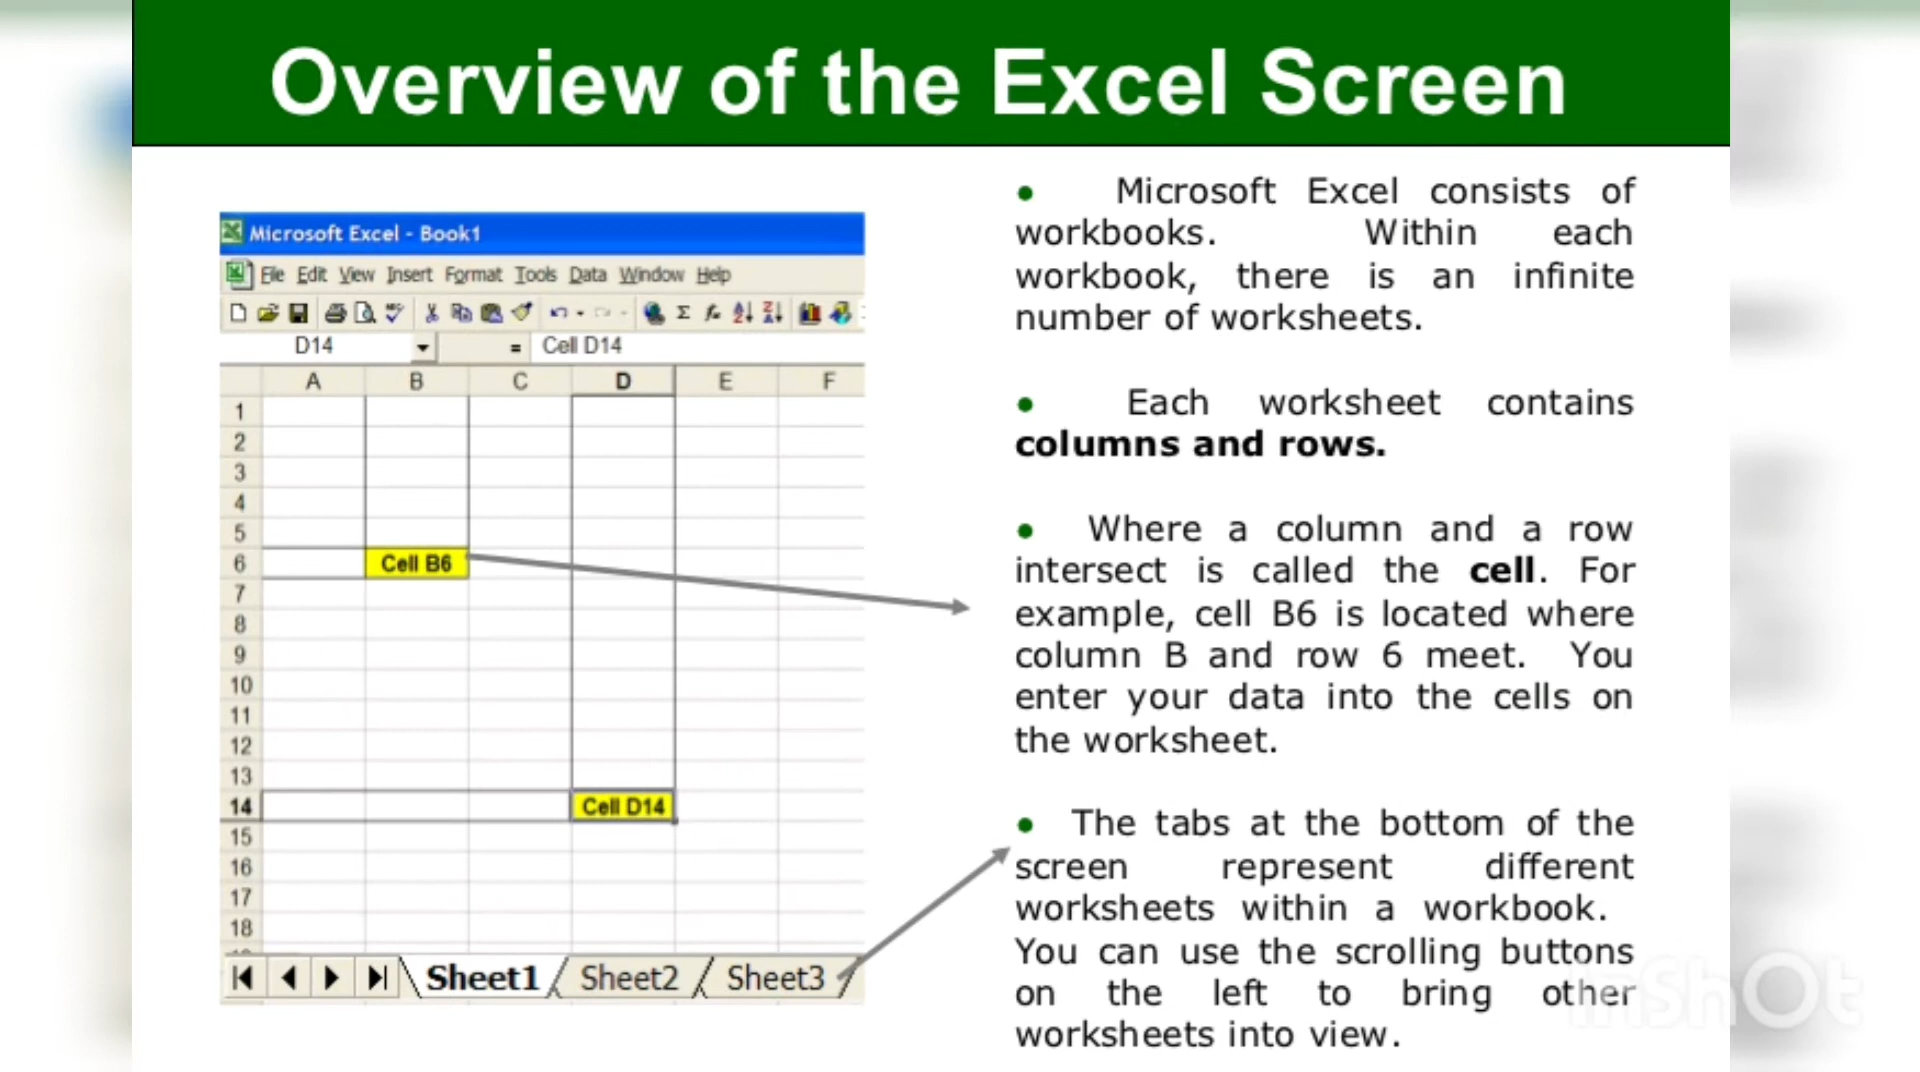 Overview of the Excel Screen
Microsoft Excel - Book1
File Edit View Insert Format Tools Data Window Help
D14 = Cell D14
A B C D E F
1
2
3
4
5
6 Cell B6
7
8
9
10
11
12
13
14 Cell D14
15
16
17
18
Sheet1 Sheet2 Sheet3
• Microsoft Excel consists of
workbooks. Within each
workbook, there is an infinite
number of worksheets.
• Each worksheet contains
columns and rows.
• Where a column and a row
intersect is called the cell. For
example, cell B6 is located where
column B and row 6 meet. You
enter your data into the cells on
the worksheet.
• The tabs at the bottom of the
screen represent different
worksheets within a workbook.
You can use the scrolling buttons
on the left to bring other
worksheets into view.
InShOt